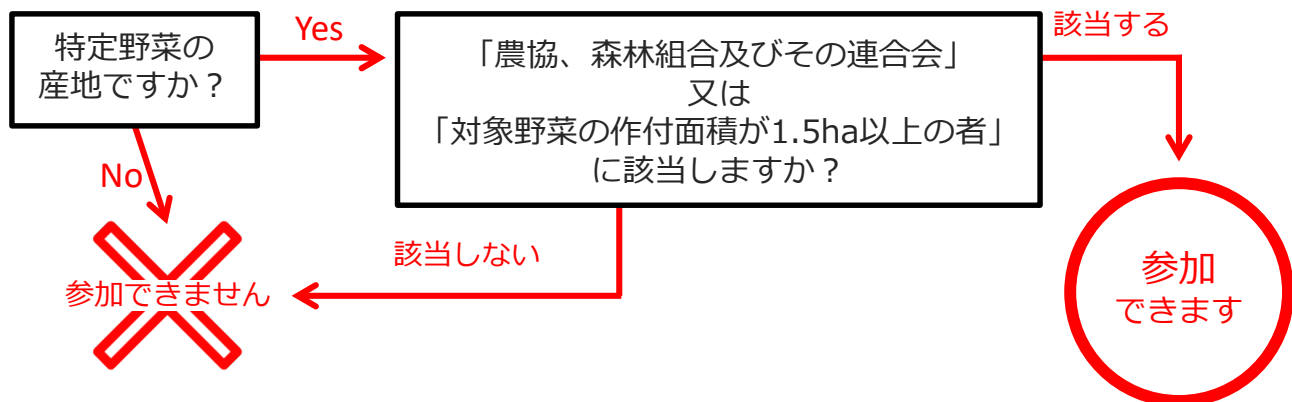 特定野菜の
産地ですか？
Yes
「農協、森林組合及びその連合会」
又は
「対象野菜の作付面積が1.5ha以上の者」
に該当しますか？
該当する
No
該当しない
参加できません
参加
できます